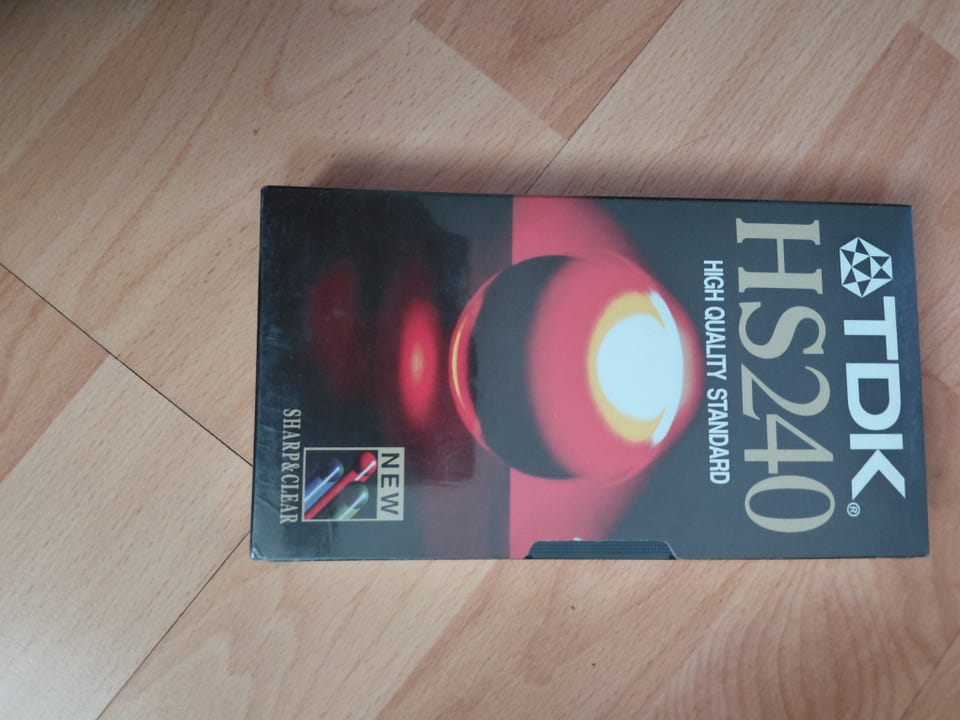 TDK®
HS240
HIGH QUALITY STANDARD
NEW
SHARP&CLEAR